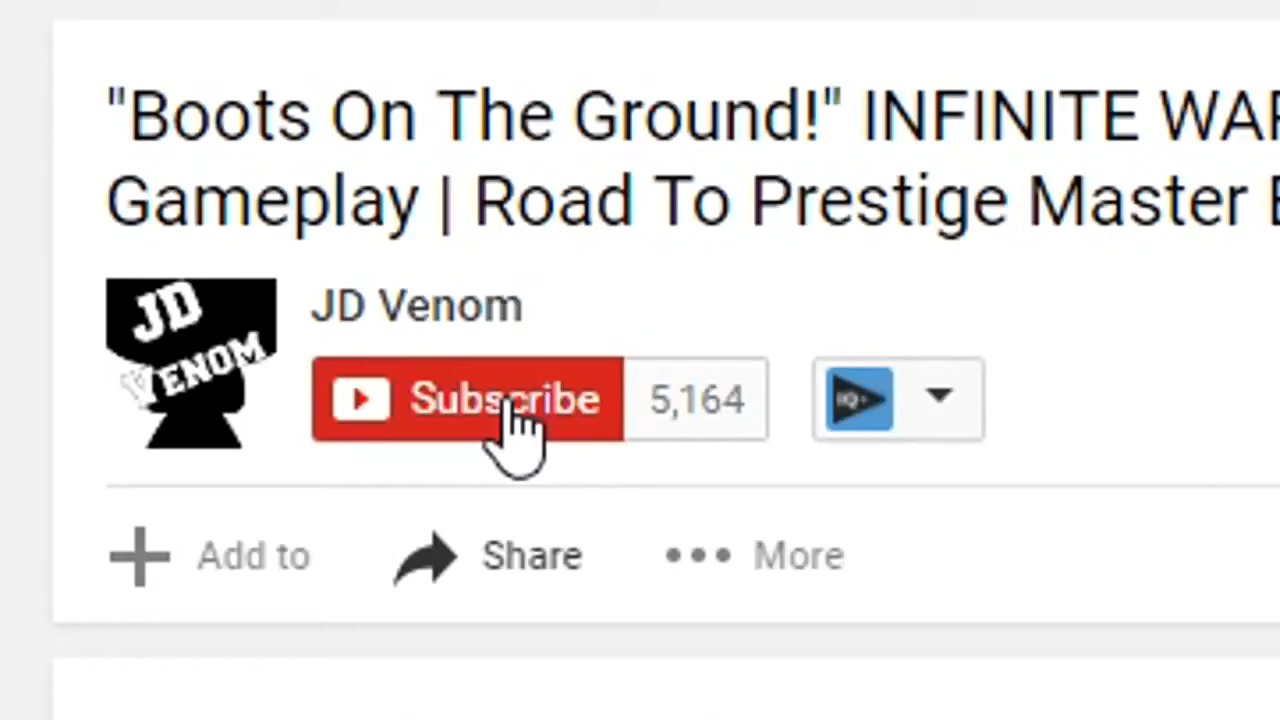 "Boots On The Ground!" INFINITE WAR
Gameplay | Road To Prestige Master
JD
VENOM
JD Venom
Subscribe 5,164 IQ+
Add to Share More